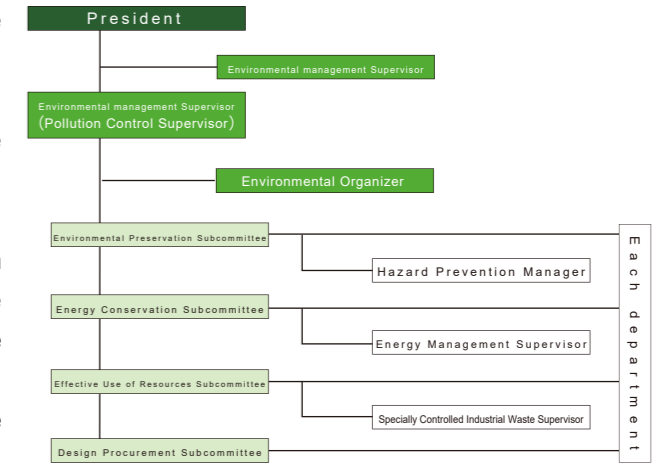 President
Environmental management Supervisor
Environmental management Supervisor
(Pollution Control Supervisor)
Environmental Organizer
Environmental Preservation Subcommittee
Hazard Prevention Manager
Energy Conservation Subcommittee
Energy Management Supervisor
Effective Use of Resources Subcommittee
Specially Controlled Industrial Waste Supervisor
Design Procurement Subcommittee
Each department